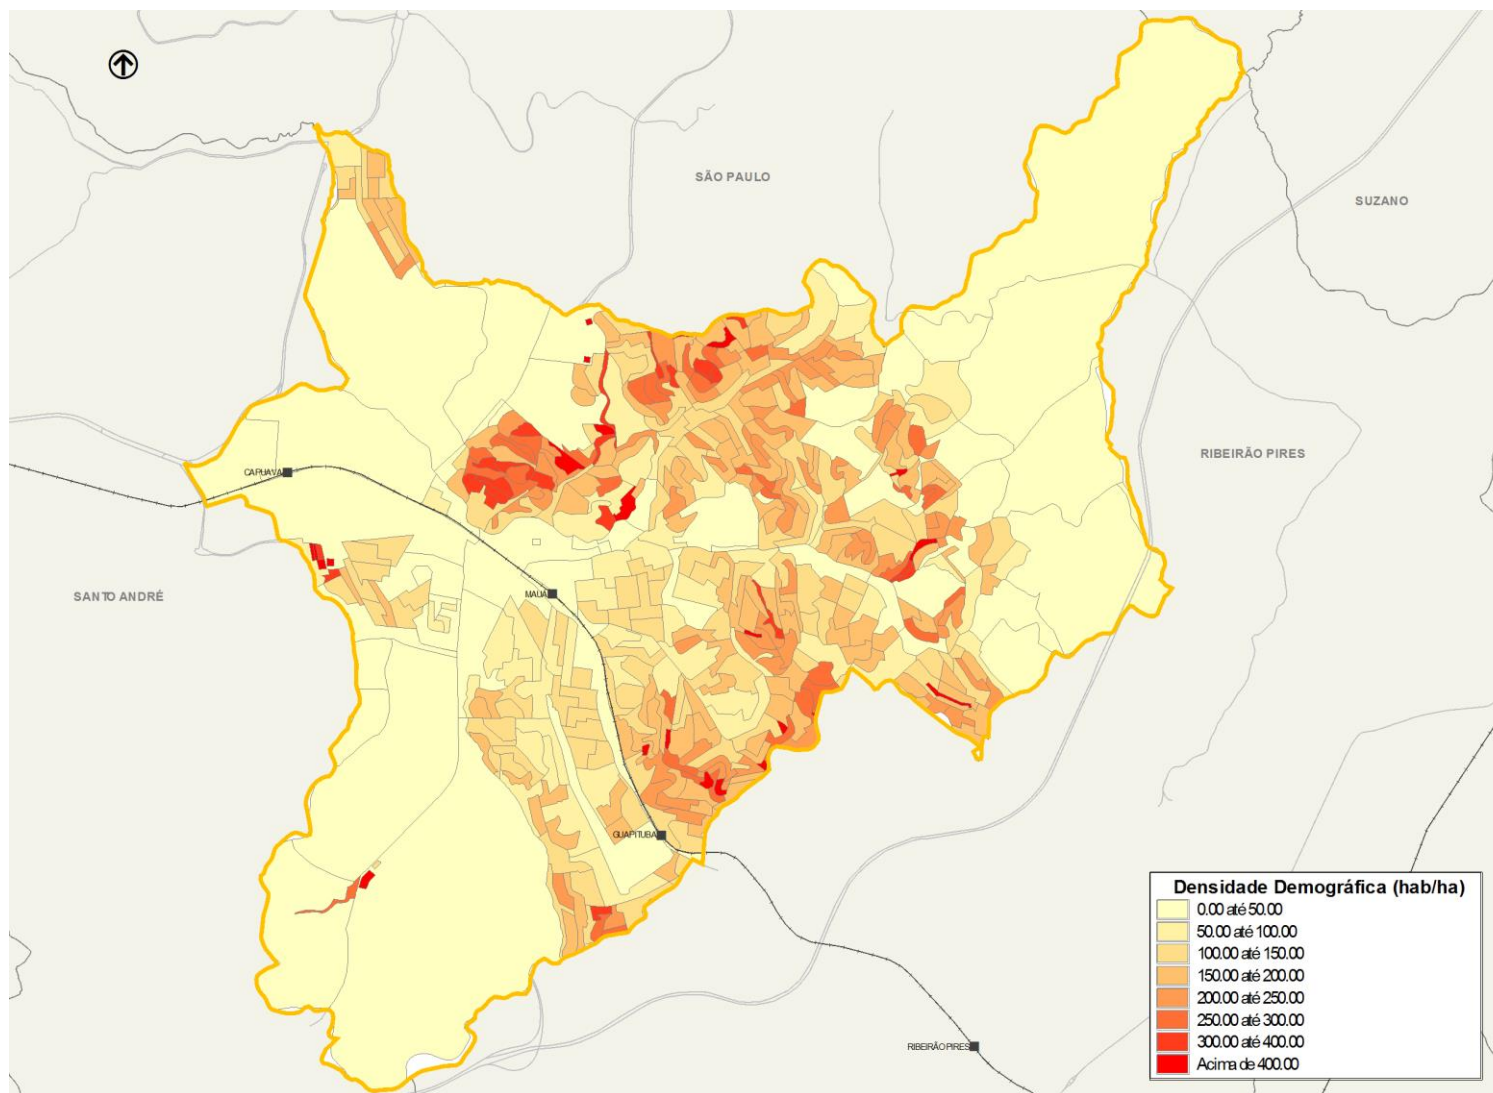 SÃO PAULO
SUZANO
RIBEIRÃO PIRES
CAPUAVA
SANTO ANDRÉ
MAUA
GUAPITUBA
RIBEIRÃO PIRES
Densidade Demográfica (hab/ha)
0.00 até 50.00
50.00 até 100.00
100.00 até 150.00
150.00 até 200.00
200.00 até 250.00
250.00 até 300.00
300.00 até 400.00
Acima de 400.00